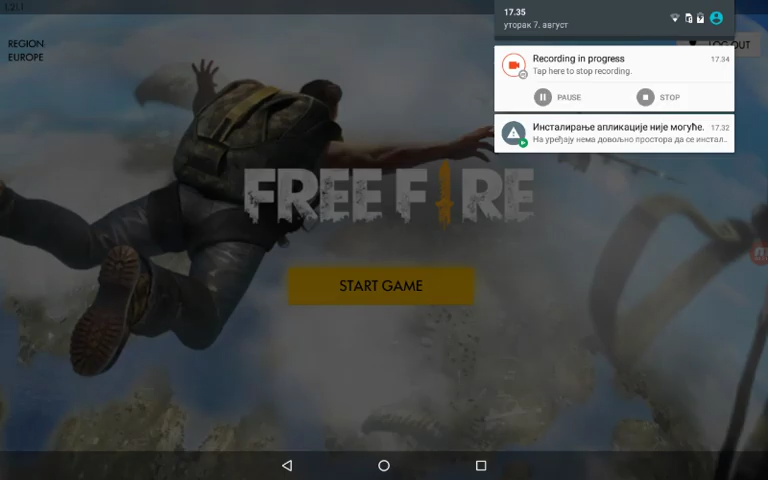 1.21.1
REGION:
EUROPE
17.35
уторак 7. август
LOG OUT
Recording in progress
17.34
Tap here to stop recording.
PAUSE
STOP
Инсталирање апликације није могуће.
17.32
На уређају нема довољно простора да се инстал..
FREE FIRE
START GAME